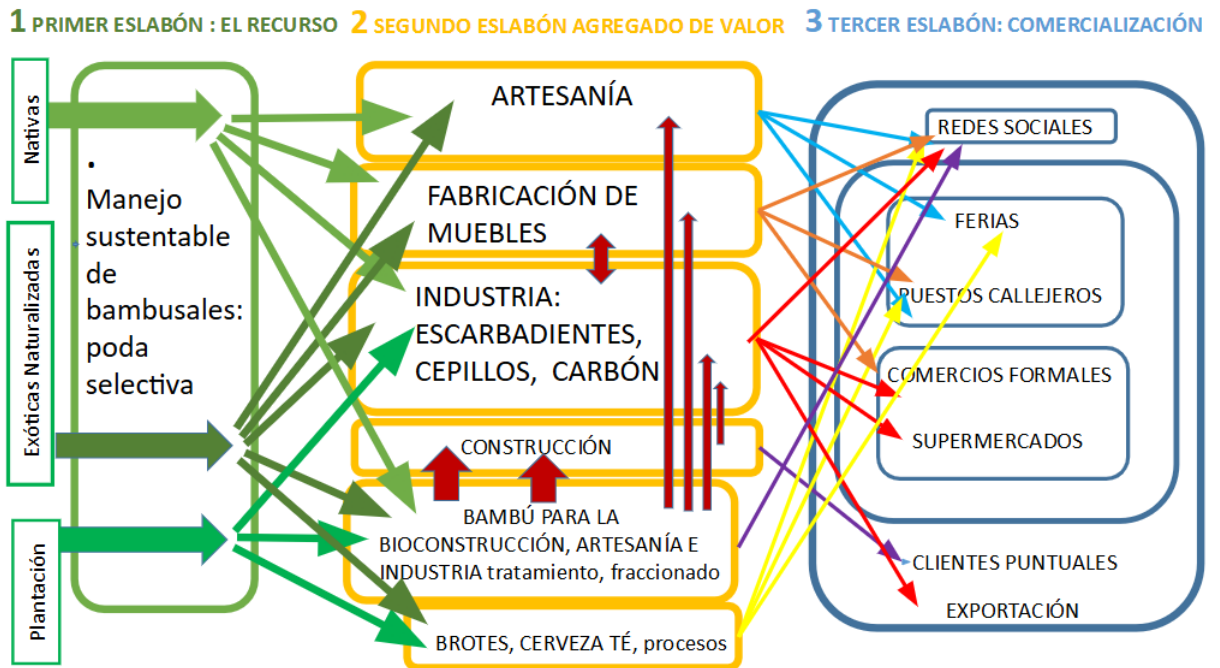 1 PRIMER ESLABÓN : EL RECURSO
2 SEGUNDO ESLABÓN AGREGADO DE VALOR
3 TERCER ESLABÓN: COMERCIALIZACIÓN
Nativas
Exóticas Naturalizadas
Plantación
•
Manejo
sustentable
de
bambusales:
poda
selectiva
ARTESANÍA
FABRICACIÓN DE
MUEBLES
INDUSTRIA:
ESCARBADIENTES,
CEPILLOS, CARBÓN
CONSTRUCCIÓN
BAMBÚ PARA LA
BIOCONSTRUCCIÓN, ARTESANÍA E
INDUSTRIA tratamiento, fraccionado
BROTES, CERVEZA TÉ, procesos
REDES SOCIALES
FERIAS
PUESTOS CALLEJEROS
COMERCIOS FORMALES
SUPERMERCADOS
CLIENTES PUNTUALES
EXPORTACIÓN